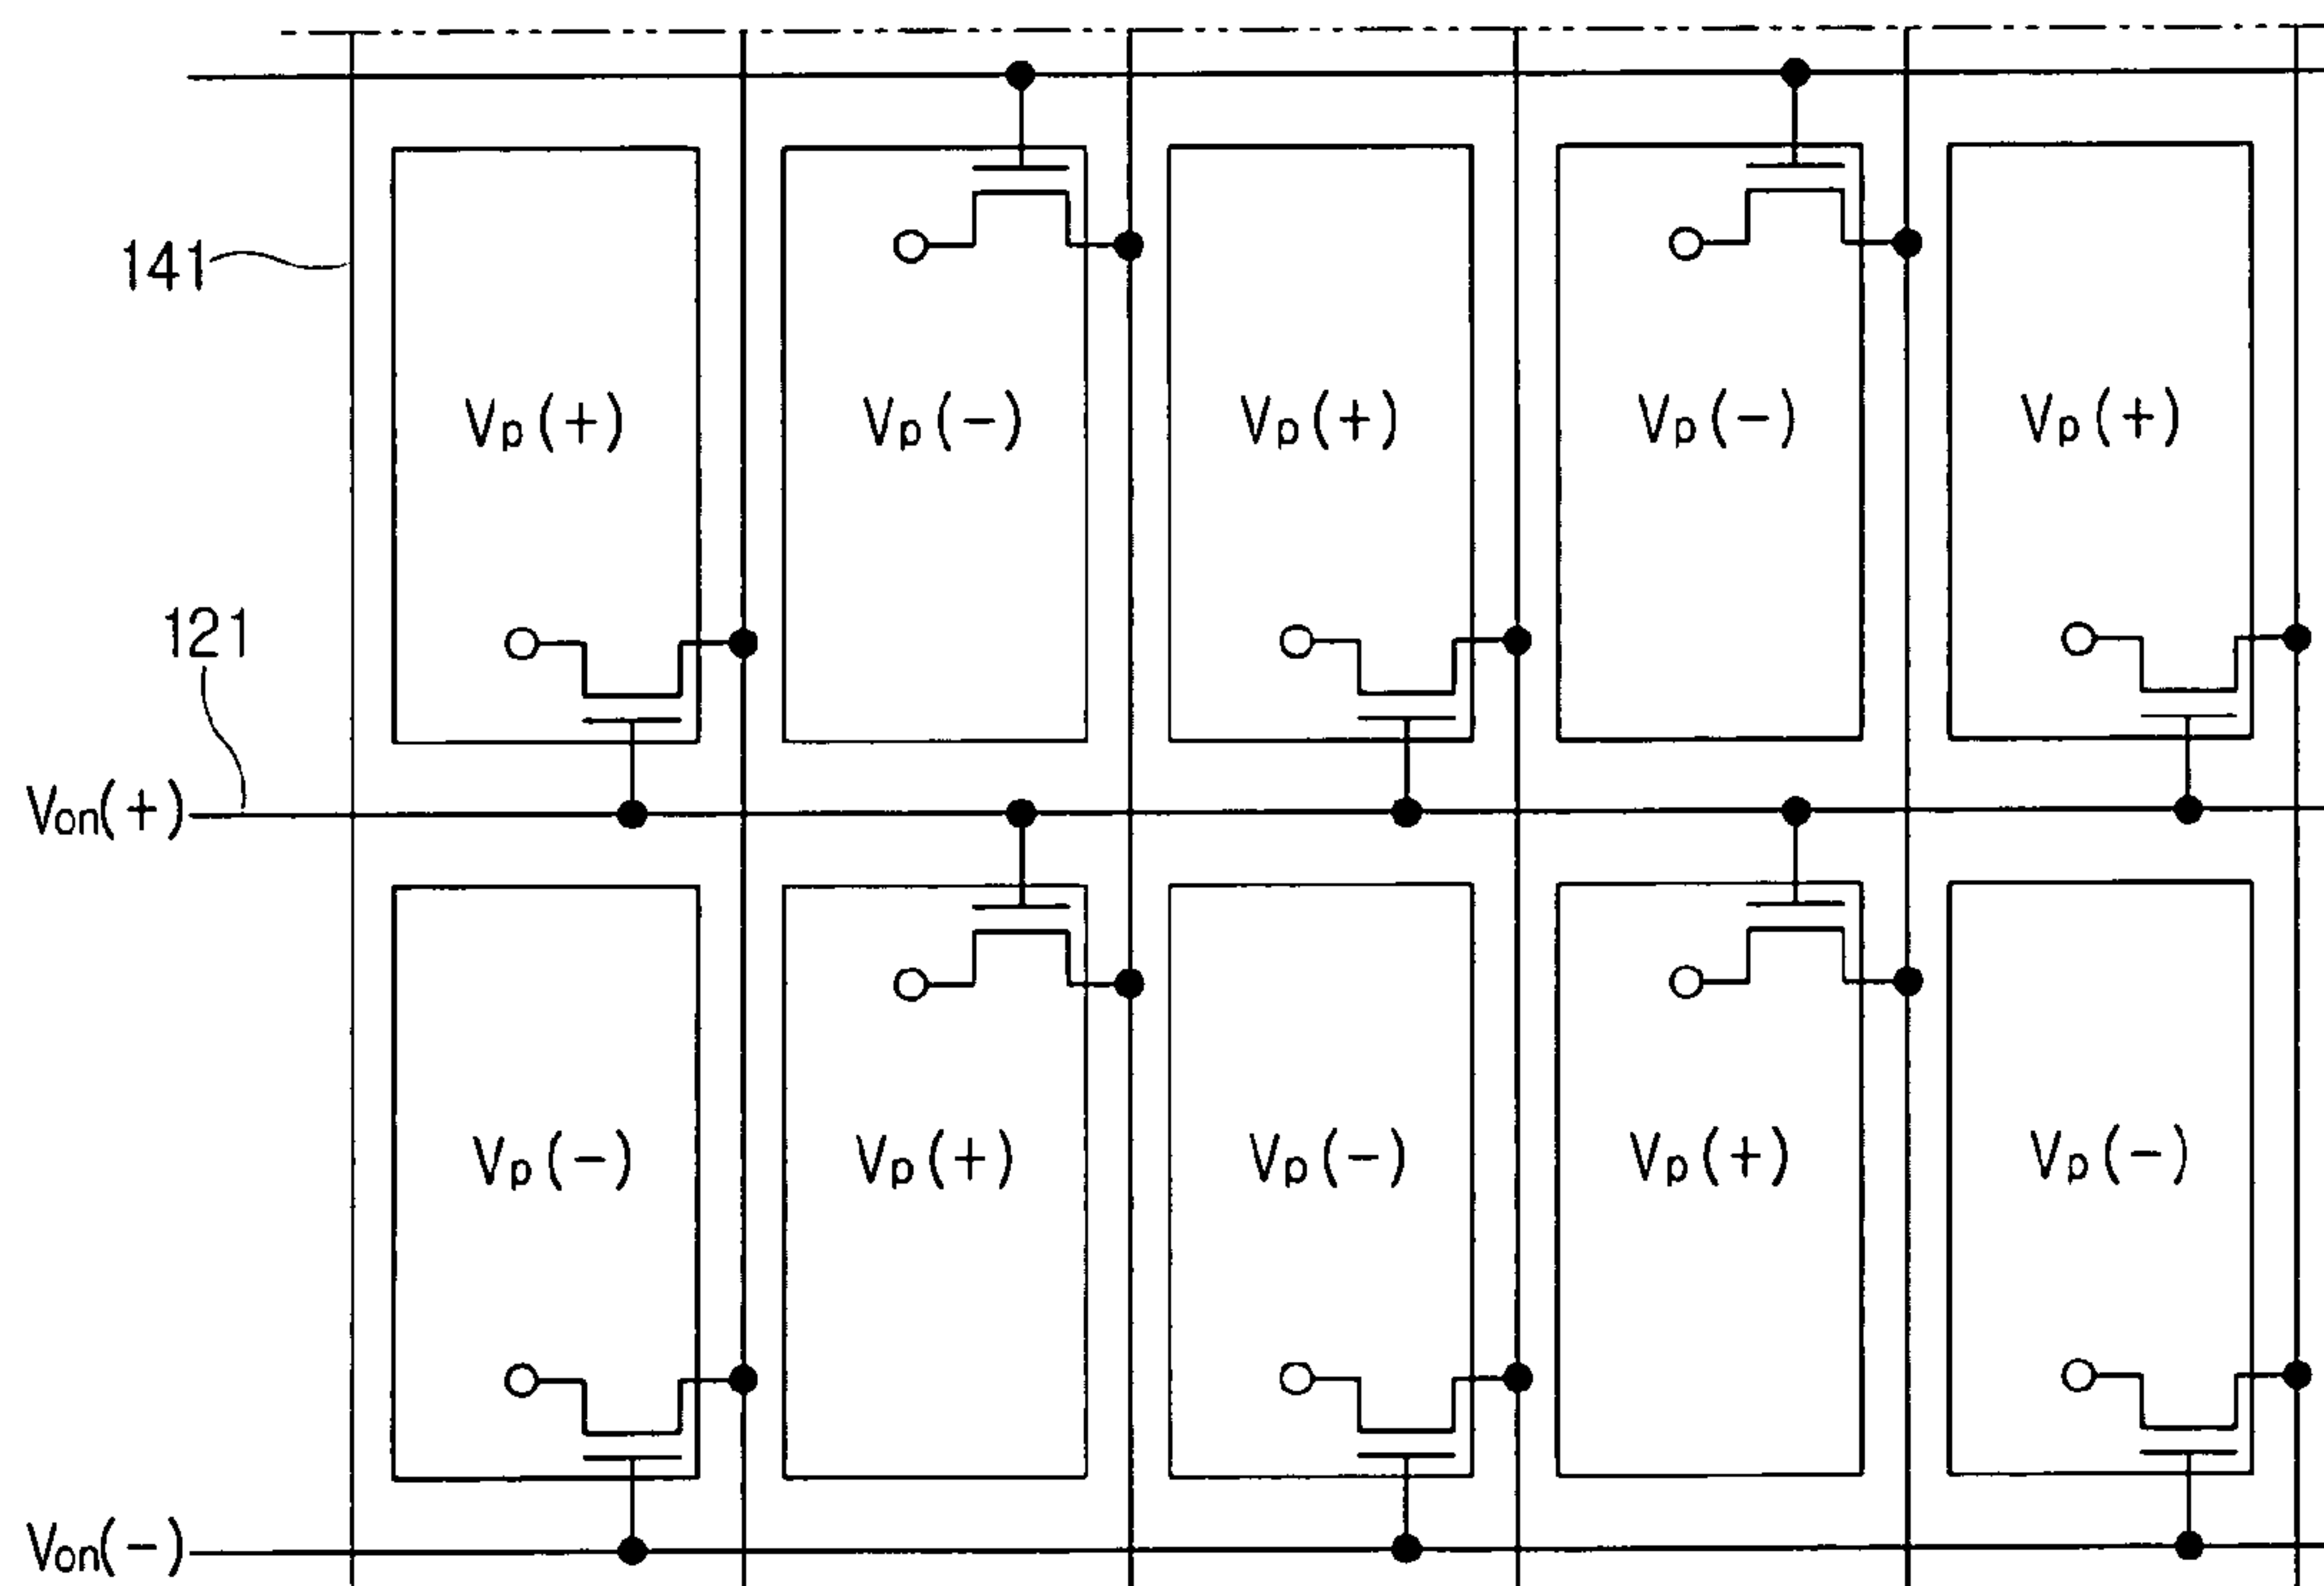 141
Vp(+) Vp(-) Vp(+) Vp(-) Vp(+)
121
Von(+)
Vp(-) Vp(+) Vp(-) Vp(+) Vp(-)
Von(-)